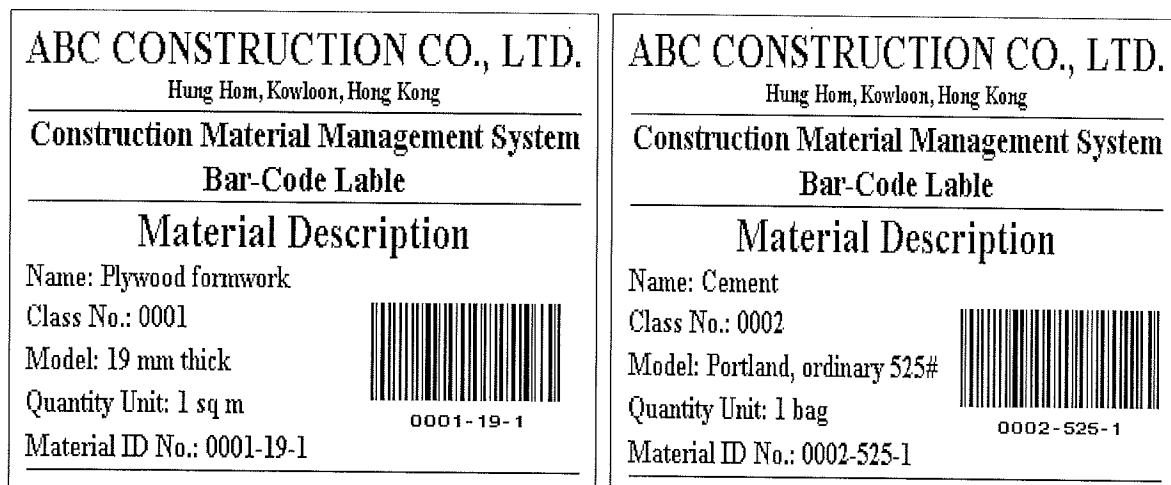 ABC CONSTRUCTION CO., LTD.
Hung Hom, Kowloon, Hong Kong
Construction Material Management System
Bar-Code Lable
Material Description
Name: Plywood formwork
Class No.: 0001
Model: 19 mm thick
Quantity Unit: 1 sq m
0001-19-1
Material ID No.: 0001-19-1
ABC CONSTRUCTION CO., LTD.
Hung Hom, Kowloon, Hong Kong
Construction Material Management System
Bar-Code Lable
Material Description
Name: Cement
Class No.: 0002
Model: Portland, ordinary 525#
Quantity Unit: 1 bag
0002-525-1
Material ID No.: 0002-525-1